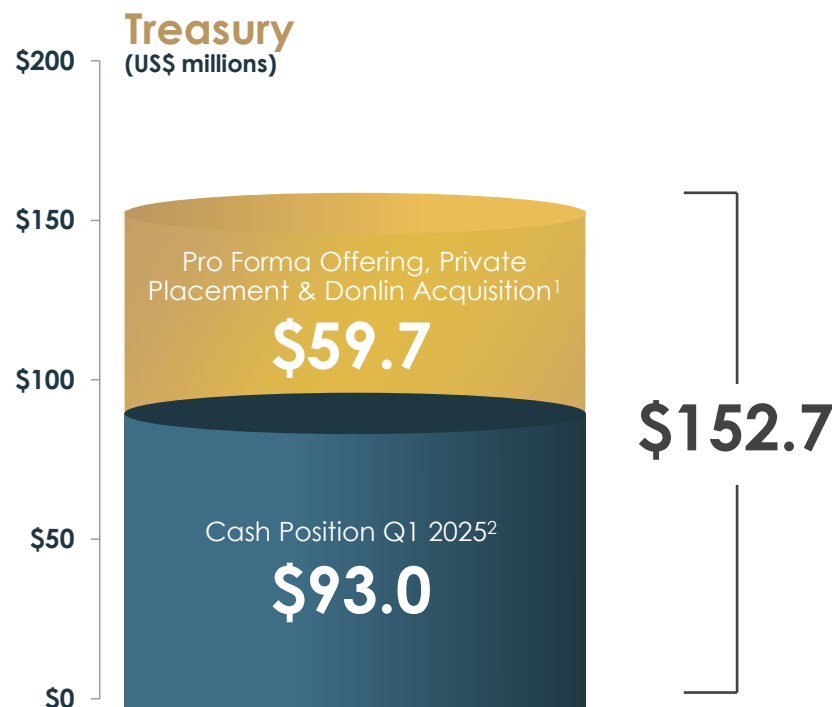 Treasury
(US$ millions)
$200
$150
$100
$50
$0
Pro Forma Offering, Private
Placement & Donlin Acquisition¹
$59.7
Cash Position Q1 2025²
$93.0
$152.7